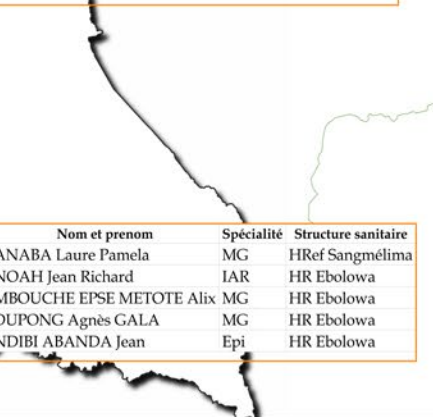 Nom et prenom Spécialité Structure sanitaire
ANABA Laure Pamela MG HRef Sangmélima
NOAH Jean Richard IAR HR Ebolowa
MBOUCHE EPSE METOTE Alix MG HR Ebolowa
OUPONG Agnès GALA MG HR Ebolowa
NDIBI ABANDA Jean Epi HR Ebolowa